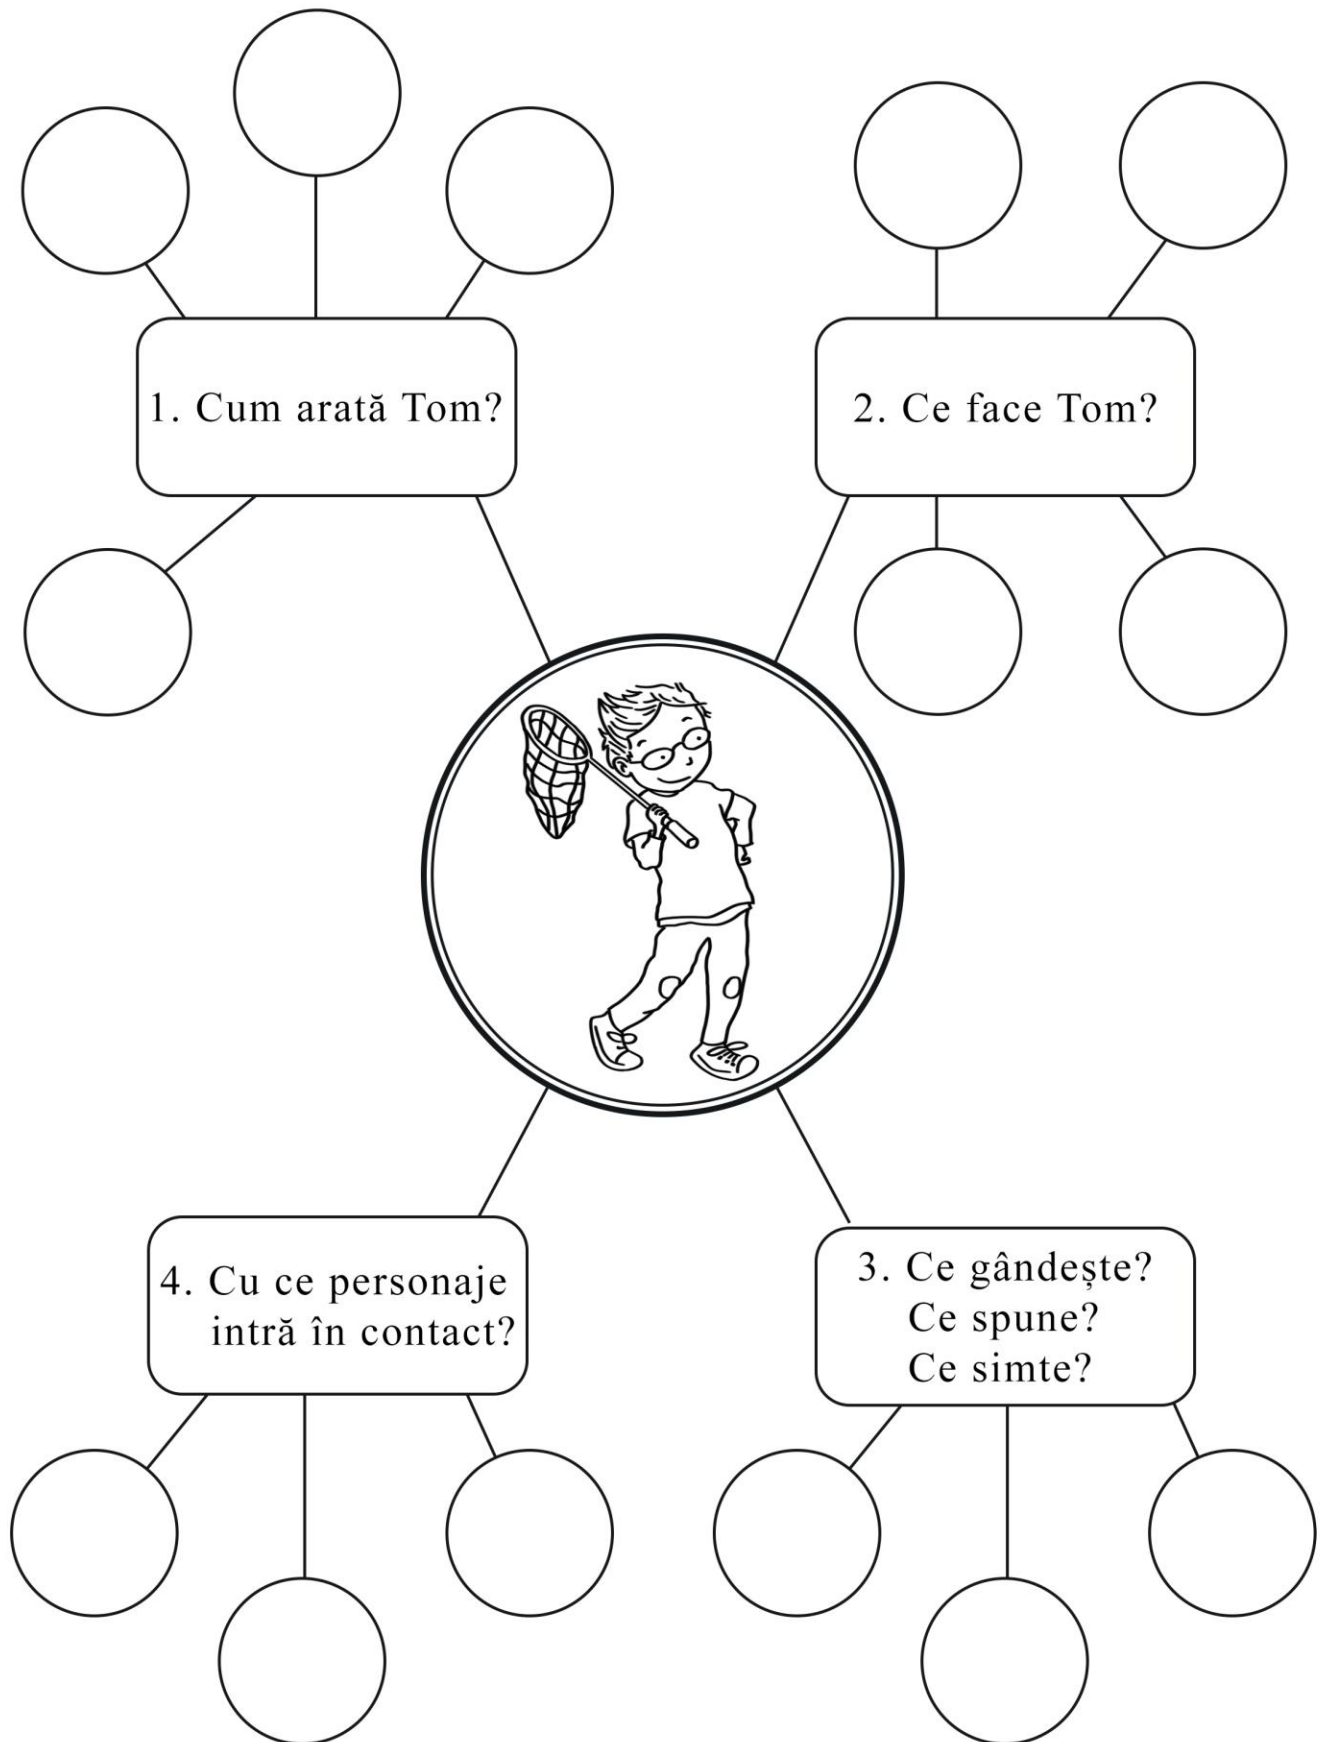 1. Cum arată Tom?
2. Ce face Tom?
3. Ce gândește?
Ce spune?
Ce simte?
4. Cu ce personaje
intră în contact?